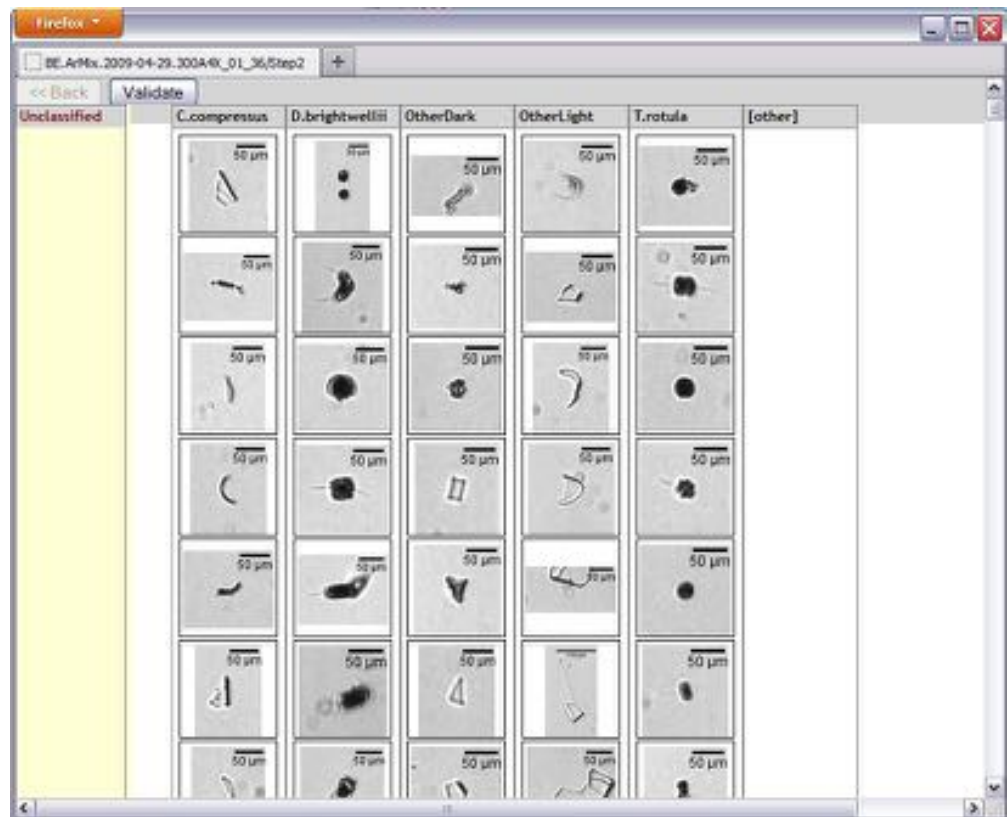 Firefox
BE.ArMix.2009-04-29.300A4X_01_36/Step2 +
<< Back Validate
Unclassified C.compressus D.brightwellii OtherDark OtherLight T.rotula [other]
50 µm 50 µm 50 µm 50 µm 50 µm
50 µm 50 µm 50 µm 50 µm 50 µm
50 µm 50 µm 50 µm 50 µm 50 µm
50 µm 50 µm 50 µm 50 µm 50 µm
50 µm 50 µm 50 µm 50 µm 50 µm
50 µm 50 µm 50 µm 50 µm
50 µm 50 µm 50 µm 50 µm 50 µm